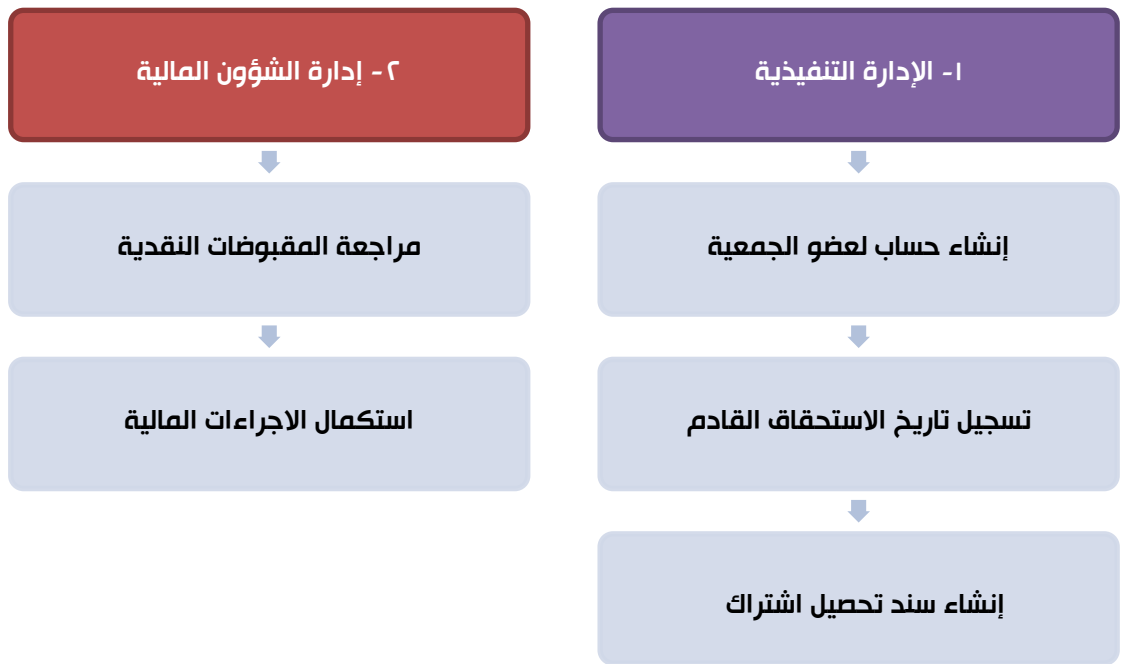 ١- الإدارة التنفيذية
إنشاء حساب لعضو الجمعية
تسجيل تاريخ الاستحقاق القادم
إنشاء سند تحصيل اشتراك
٢- إدارة الشؤون المالية
مراجعة المقبوضات النقدية
استكمال الاجراءات المالية